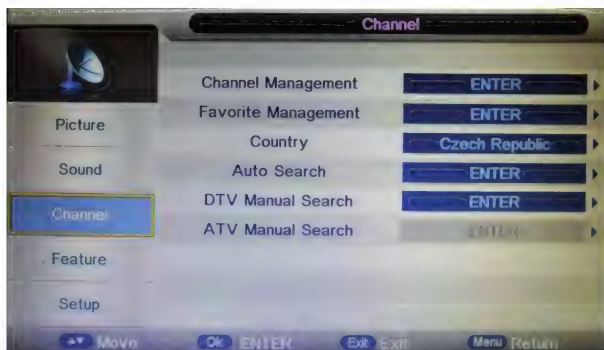 Channel
Channel Management ENTER
Favorite Management ENTER
Picture
Country Czech Republic
Sound
Auto Search ENTER
DTV Manual Search ENTER
Channel
ATV Manual Search ENTER
Feature
Setup
Move Ok ENTER Exit Exit Menu Return